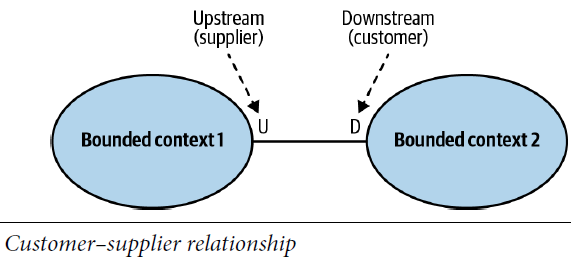 Upstream
(supplier)
Downstream
(customer)
Bounded context 1
U
D
Bounded context 2
Customer–supplier relationship